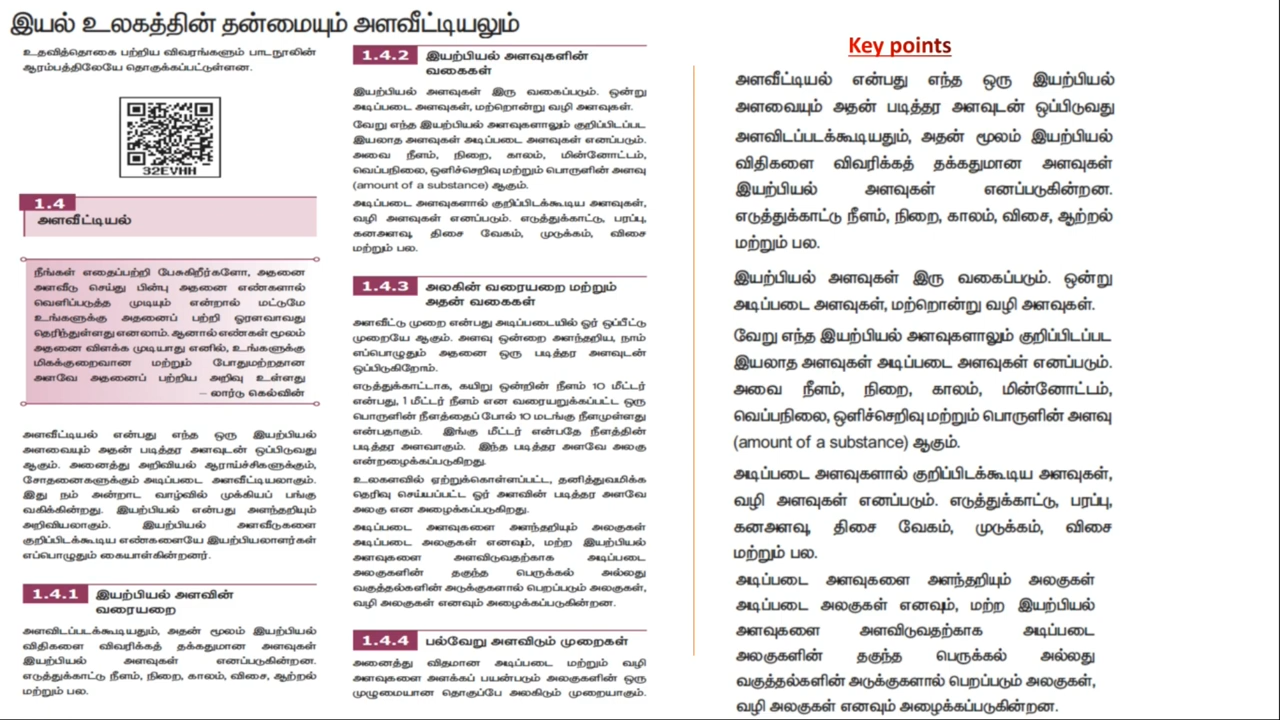 இயல் உலகத்தின் தன்மையும் அளவீட்டியலும்
உதவித்தொகை பற்றிய விவரங்களும் பாடநூலின்
ஆரம்பத்திலேயே தொகுக்கப்பட்டுள்ளன.
32EVHH
1.4
அளவீட்டியல்
நீங்கள் எதைப்பற்றி பேசுகிறீர்களோ, அதனை
அளவீடு செய்து பின்பு அதனை எண்களால்
வெளிப்படுத்த முடியும் என்றால் மட்டுமே
உங்களுக்கு அதனைப் பற்றி ஓரளவாவது
தெரிந்துள்ளது எனலாம். ஆனால் எண்கள் மூலம்
அதனை விளக்க முடியாது எனில், உங்களுக்கு
மிகக்குறைவான மற்றும் போதுமற்றதான
அளவே அதனைப் பற்றிய அறிவு உள்ளது
– லார்டு கெல்வின்
அளவீட்டியல் என்பது எந்த ஒரு இயற்பியல்
அளவையும் அதன் படித்தர அளவுடன் ஒப்பிடுவது
ஆகும். அனைத்து அறிவியல் ஆராய்ச்சிகளுக்கும்,
சோதனைகளுக்கும் அடிப்படை அளவீட்டியலாகும்.
இது நம் அன்றாட வாழ்வில் முக்கியப் பங்கு
வகிக்கின்றது. இயற்பியல் என்பது அளந்தறியும்
அறிவியலாகும். இயற்பியல் அளவீடுகளை
குறிப்பிடக்கூடிய எண்களையே இயற்பியலாளர்கள்
எப்பொழுதும் கையாள்கின்றனர்.
1.4.1 இயற்பியல் அளவின்
வரையறை
அளவிடப்படக்கூடியதும், அதன் மூலம் இயற்பியல்
விதிகளை விவரிக்கத் தக்கதுமான அளவுகள்
இயற்பியல் அளவுகள் எனப்படுகின்றன.
எடுத்துக்காட்டு நீளம், நிறை, காலம், விசை, ஆற்றல்
மற்றும் பல.
1.4.2 இயற்பியல் அளவுகளின்
வகைகள்
இயற்பியல் அளவுகள் இரு வகைப்படும். ஒன்று
அடிப்படை அளவுகள், மற்றொன்று வழி அளவுகள்.
வேறு எந்த இயற்பியல் அளவுகளாலும் குறிப்பிடப்பட
இயலாத அளவுகள் அடிப்படை அளவுகள் எனப்படும்.
அவை நீளம், நிறை, காலம், மின்னோட்டம்,
வெப்பநிலை, ஒளிச்செறிவு மற்றும் பொருளின் அளவு
(amount of a substance) ஆகும்.
அடிப்படை அளவுகளால் குறிப்பிடக்கூடிய அளவுகள்,
வழி அளவுகள் எனப்படும். எடுத்துக்காட்டு, பரப்பு,
கனஅளவு, திசை வேகம், முடுக்கம், விசை
மற்றும் பல.
1.4.3 அலகின் வரையறை மற்றும்
அதன் வகைகள்
அளவீட்டு முறை என்பது அடிப்படையில் ஓர் ஒப்பீட்டு
முறையே ஆகும். அளவு ஒன்றை அளந்தறிய, நாம்
எப்பொழுதும் அதனை ஒரு படித்தர அளவுடன்
ஒப்பிடுகிறோம்.
எடுத்துக்காட்டாக, கயிறு ஒன்றின் நீளம் 10 மீட்டர்
என்பது, 1 மீட்டர் நீளம் என வரையறுக்கப்பட்ட ஒரு
பொருளின் நீளத்தைப் போல் 10 மடங்கு நீளமுள்ளது
என்பதாகும். இங்கு மீட்டர் என்பதே நீளத்தின்
படித்தர அளவாகும். இந்த படித்தர அளவே அலகு
என்றழைக்கப்படுகிறது.
உலகளவில் ஏற்றுக்கொள்ளப்பட்ட, தனித்துவமிக்க
தெரிவு செய்யப்பட்ட ஓர் அளவின் படித்தர அளவே
அலகு என அழைக்கப்படுகிறது.
அடிப்படை அளவுகளை அளந்தறியும் அலகுகள்
அடிப்படை அலகுகள் எனவும், மற்ற இயற்பியல்
அளவுகளை அளவிடுவதற்காக அடிப்படை
அலகுகளின் தகுந்த பெருக்கல் அல்லது
வகுத்தல்களின் அடுக்குகளால் பெறப்படும் அலகுகள்,
வழி அலகுகள் எனவும் அழைக்கப்படுகின்றன.
1.4.4 பல்வேறு அளவிடும் முறைகள்
அனைத்து விதமான அடிப்படை மற்றும் வழி
அளவுகளை அளக்கப் பயன்படும் அலகுகளின் ஒரு
முழுமையான தொகுப்பே அலகிடும் முறையாகும்.
Key points
அளவீட்டியல் என்பது எந்த ஒரு இயற்பியல்
அளவையும் அதன் படித்தர அளவுடன் ஒப்பிடுவது
அளவிடப்படக்கூடியதும், அதன் மூலம் இயற்பியல்
விதிகளை விவரிக்கத் தக்கதுமான அளவுகள்
இயற்பியல் அளவுகள் எனப்படுகின்றன.
எடுத்துக்காட்டு நீளம், நிறை, காலம், விசை, ஆற்றல்
மற்றும் பல.
இயற்பியல் அளவுகள் இரு வகைப்படும். ஒன்று
அடிப்படை அளவுகள், மற்றொன்று வழி அளவுகள்.
வேறு எந்த இயற்பியல் அளவுகளாலும் குறிப்பிடப்பட
இயலாத அளவுகள் அடிப்படை அளவுகள் எனப்படும்.
அவை நீளம், நிறை, காலம், மின்னோட்டம்,
வெப்பநிலை, ஒளிச்செறிவு மற்றும் பொருளின் அளவு
(amount of a substance) ஆகும்.
அடிப்படை அளவுகளால் குறிப்பிடக்கூடிய அளவுகள்,
வழி அளவுகள் எனப்படும். எடுத்துக்காட்டு, பரப்பு,
கனஅளவு, திசை வேகம், முடுக்கம், விசை
மற்றும் பல.
அடிப்படை அளவுகளை அளந்தறியும் அலகுகள்
அடிப்படை அலகுகள் எனவும், மற்ற இயற்பியல்
அளவுகளை அளவிடுவதற்காக அடிப்படை
அலகுகளின் தகுந்த பெருக்கல் அல்லது
வகுத்தல்களின் அடுக்குகளால் பெறப்படும் அலகுகள்,
வழி அலகுகள் எனவும் அழைக்கப்படுகின்றன.